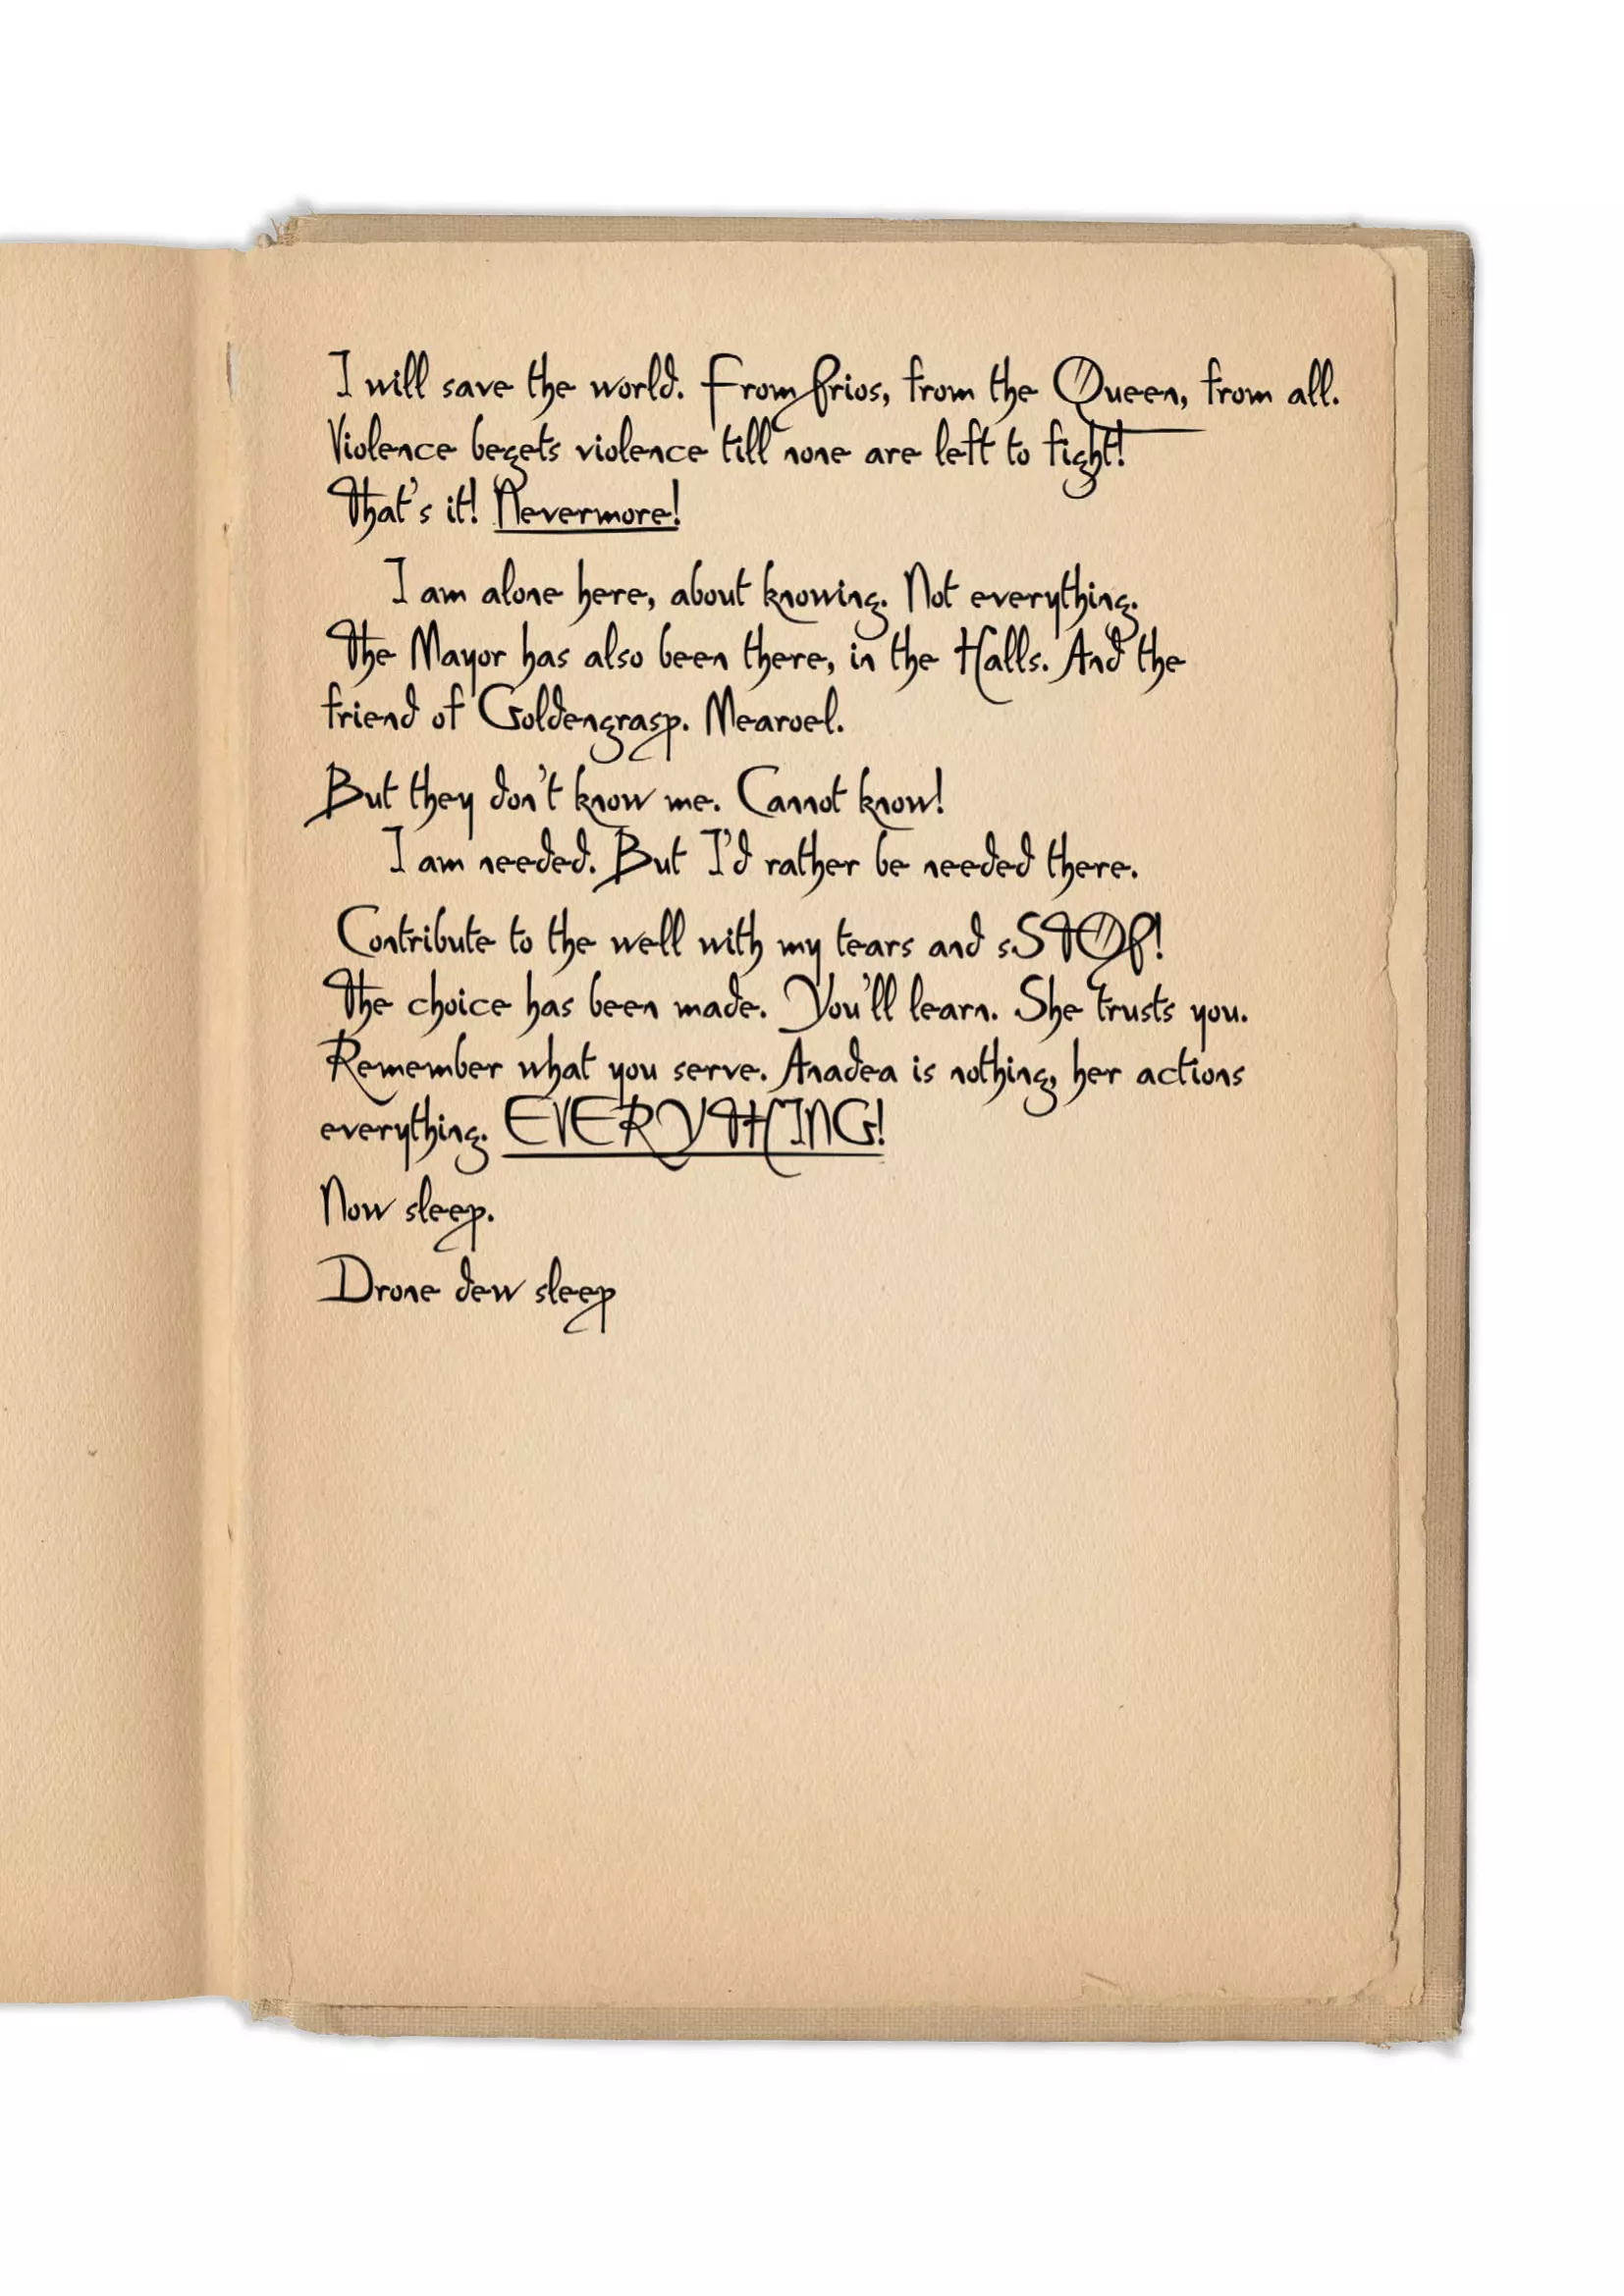 I will save the world. From Prios, from the Queen, from all.
Violence begets violence till none are left to fight!
That's it! Nevermore!
I am alone here, about knowing. Not everything.
The Mayor has also been there, in the Halls. And the
friend of Goldengrasp. Mearoel.
But they don't know me. Cannot know!
I am needed. But I'd rather be needed there.
Contribute to the well with my tears and sSTOP!
The choice has been made. You'll learn. She trusts you.
Remember what you serve. Anadea is nothing, her actions
everything. EVERYTHING!
Now sleep.
Drone dew sleep